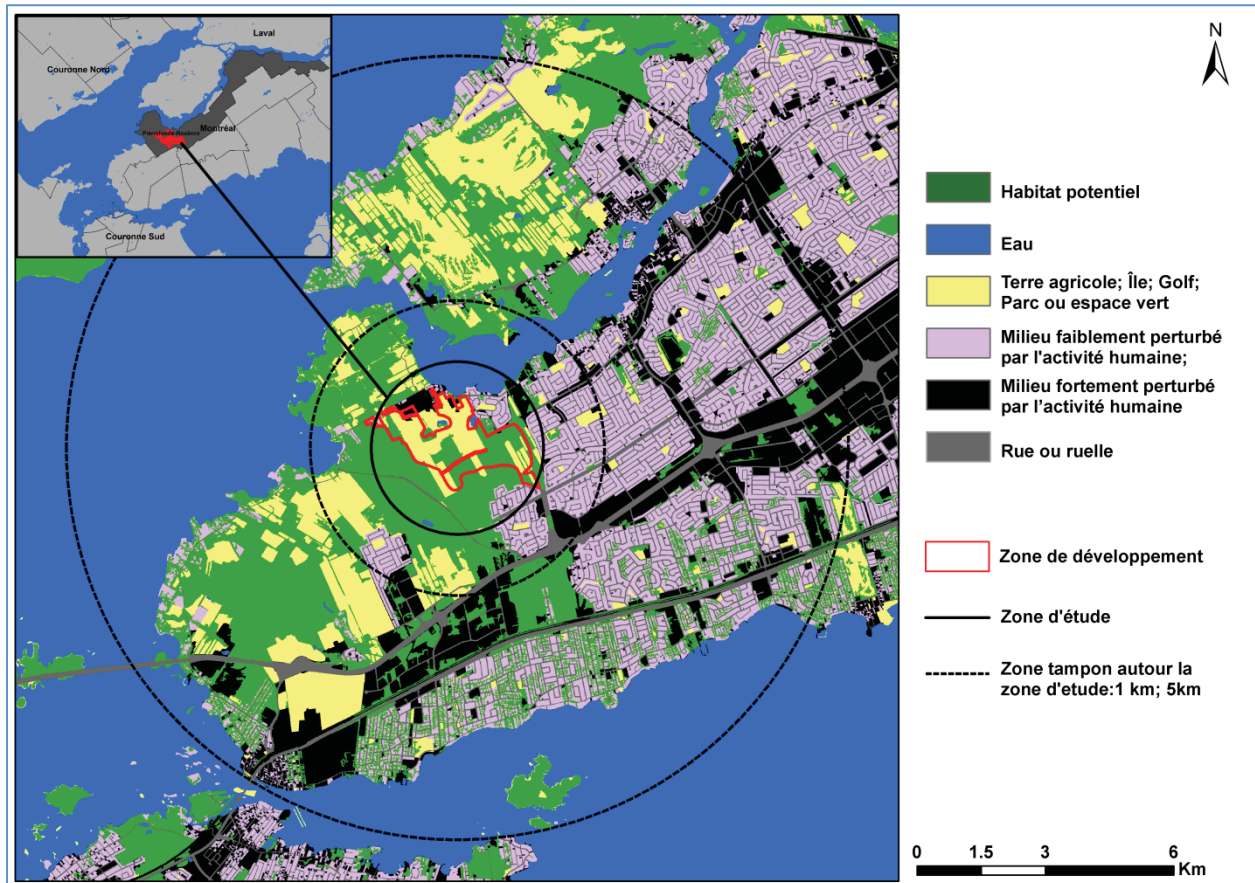 Laval
Couronne Nord
Pierrefonds-Roxboro
Montréal
Couronne Sud
N
Habitat potentiel
Eau
Terre agricole; Île; Golf;
Parc ou espace vert
Milieu faiblement perturbé
par l'activité humaine;
Milieu fortement perturbé
par l'activité humaine
Rue ou ruelle
Zone de développement
Zone d'étude
Zone tampon autour la
zone d'etude:1 km; 5km
0 1.5 3 6
Km